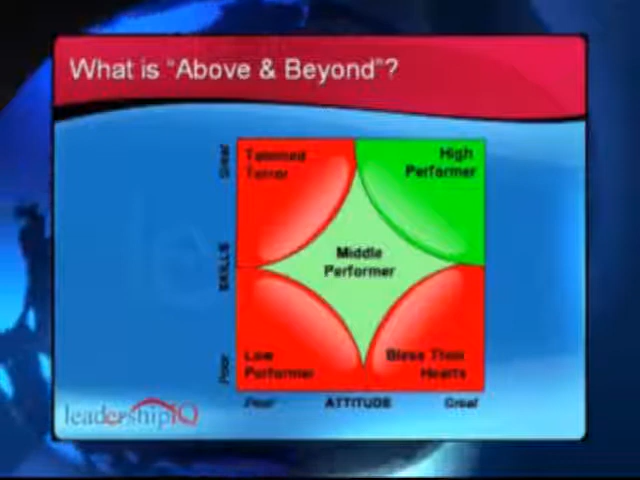 What is "Above & Beyond"?
Great
Talented
Terror
High
Performer
SKILLS
Middle
Performer
Poor
Low
Performer
Bless Their
Hearts
Poor
ATTITUDE
Great
leadershipIQ